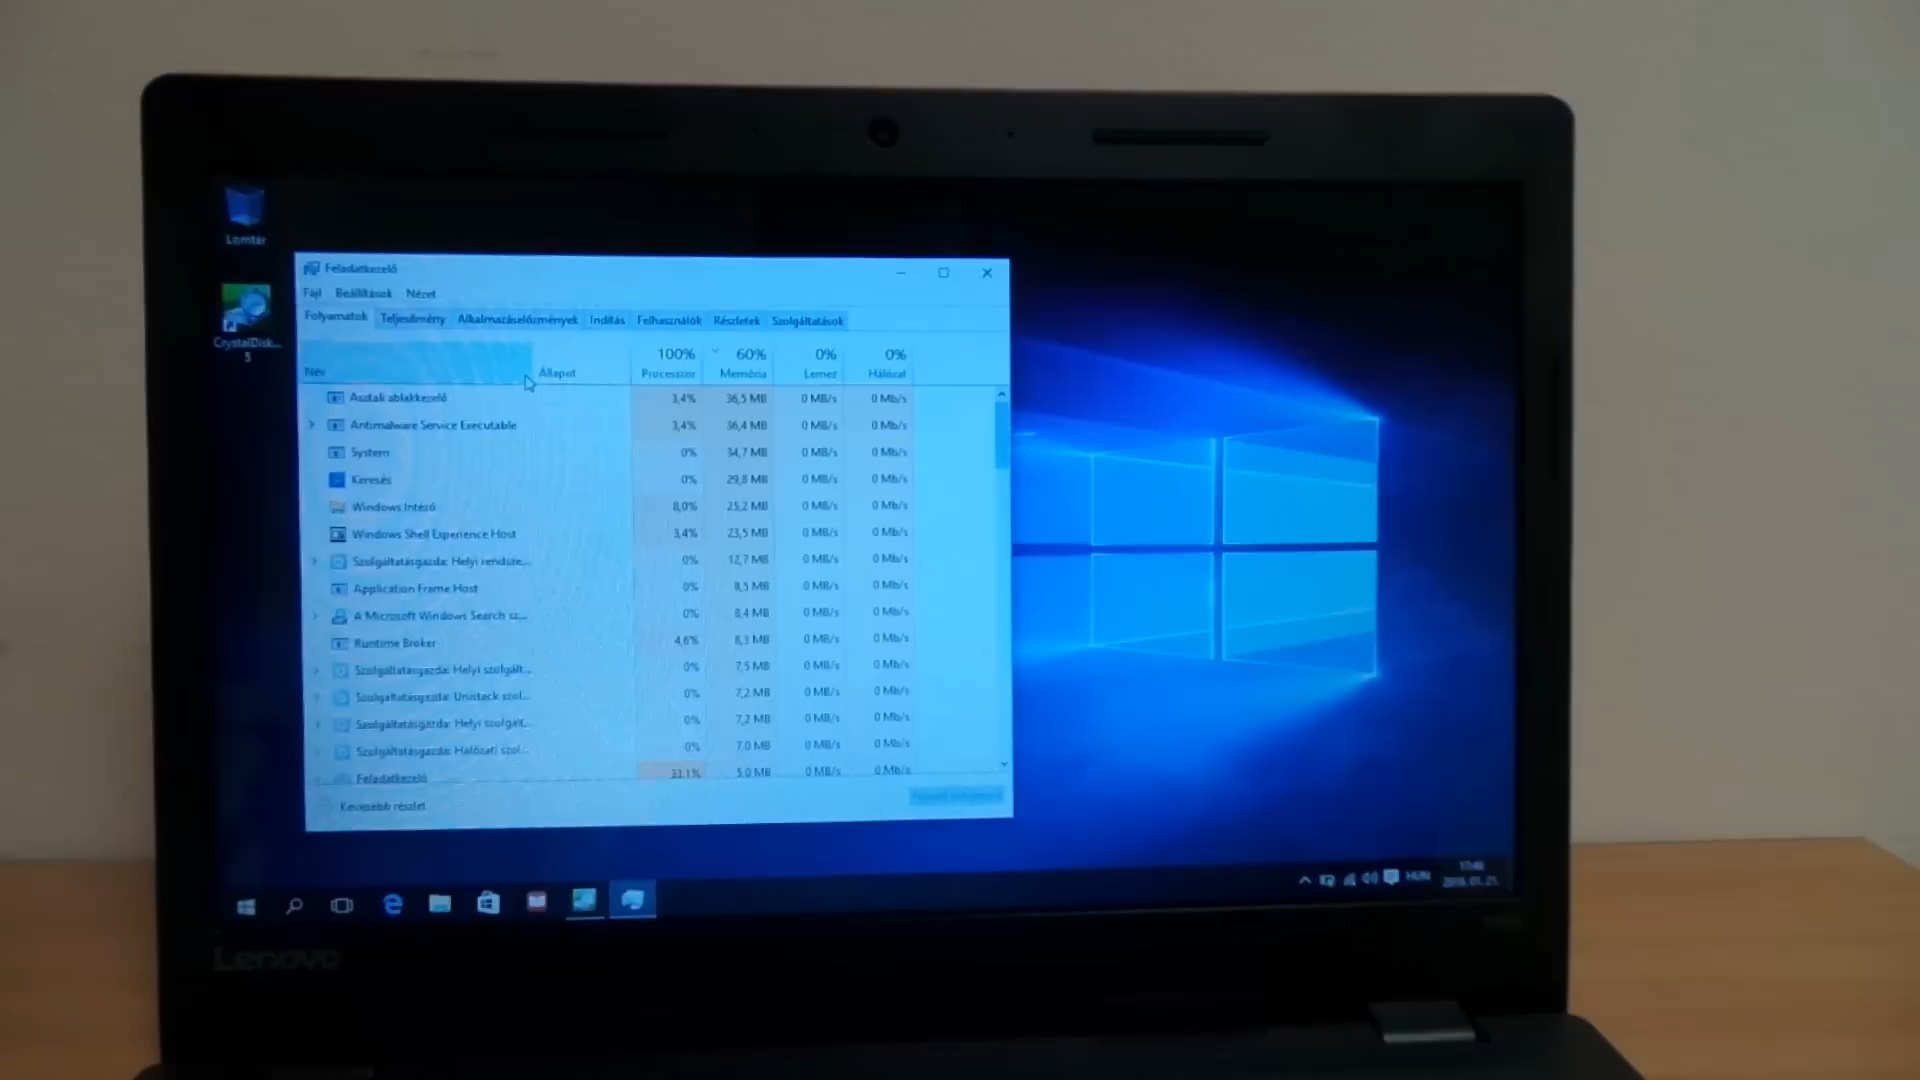 Lomtár
CrystalDisk...
5
Feladatkezelő
Fájl Beállítások Nézet
Folyamatok Teljesítmény Alkalmazáselőzmények Indítás Felhasználók Részletek Szolgáltatások
100% 60% 0% 0%
Név Állapot Processzor Memória Lemez Hálózat
Asztali ablakkezelő 3,4% 36,5 MB 0 MB/s 0 Mb/s
Antimalware Service Executable 3,4% 36,4 MB 0 MB/s 0 Mb/s
System 0% 34,7 MB 0 MB/s 0 Mb/s
Keresés 0% 29,8 MB 0 MB/s 0 Mb/s
Windows Intéző 8,0% 25,2 MB 0 MB/s 0 Mb/s
Windows Shell Experience Host 3,4% 23,5 MB 0 MB/s 0 Mb/s
Szolgáltatásgazda: Helyi rendsze... 0% 12,7 MB 0 MB/s 0 Mb/s
Application Frame Host 0% 8,5 MB 0 MB/s 0 Mb/s
A Microsoft Windows Search sz... 0% 8,4 MB 0 MB/s 0 Mb/s
Runtime Broker 4,6% 8,3 MB 0 MB/s 0 Mb/s
Szolgáltatásgazda: Helyi szolgált... 0% 7,5 MB 0 MB/s 0 Mb/s
Szolgáltatásgazda: Unistack szol... 0% 7,2 MB 0 MB/s 0 Mb/s
Szolgáltatásgazda: Helyi szolgált... 0% 7,2 MB 0 MB/s 0 Mb/s
Szolgáltatásgazda: Hálózati szol... 0% 7,0 MB 0 MB/s 0 Mb/s
Feladatkezelő 33,1% 5,0 MB 0 MB/s 0 Mb/s
Kevesebb részlet
HUN
17:46
2016.01.21.
Lenovo